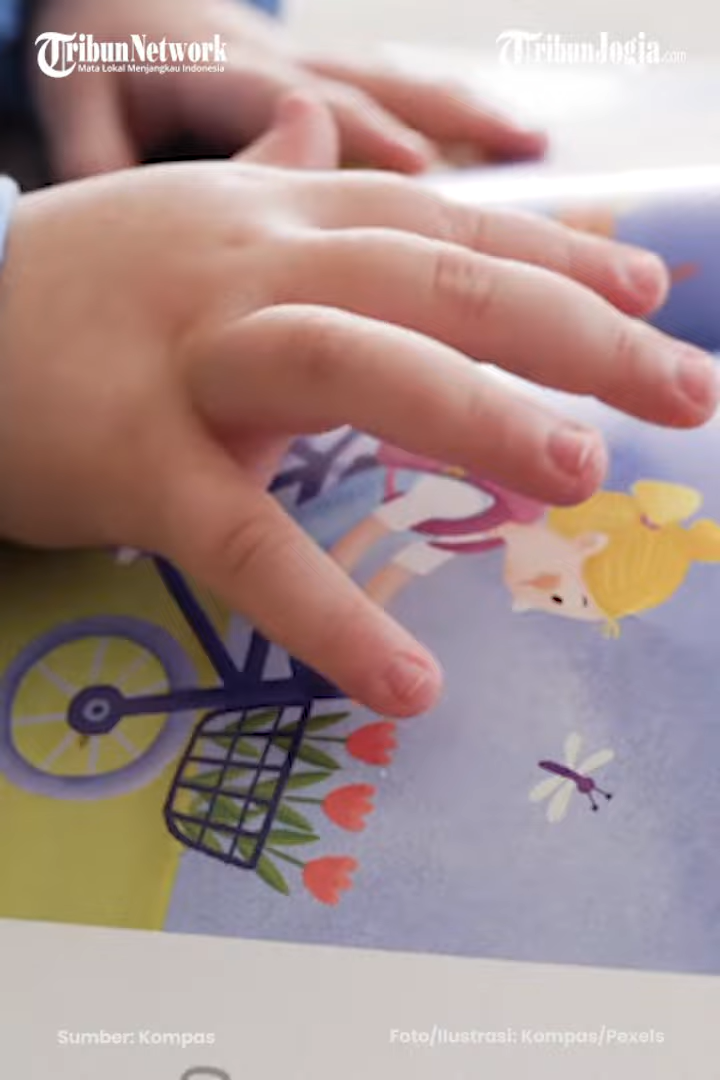 TribunNetwork
Mata Lokal Menjangkau Indonesia
TribunJogja.com
Sumber: Kompas
Foto/Ilustrasi: Kompas/Pexels